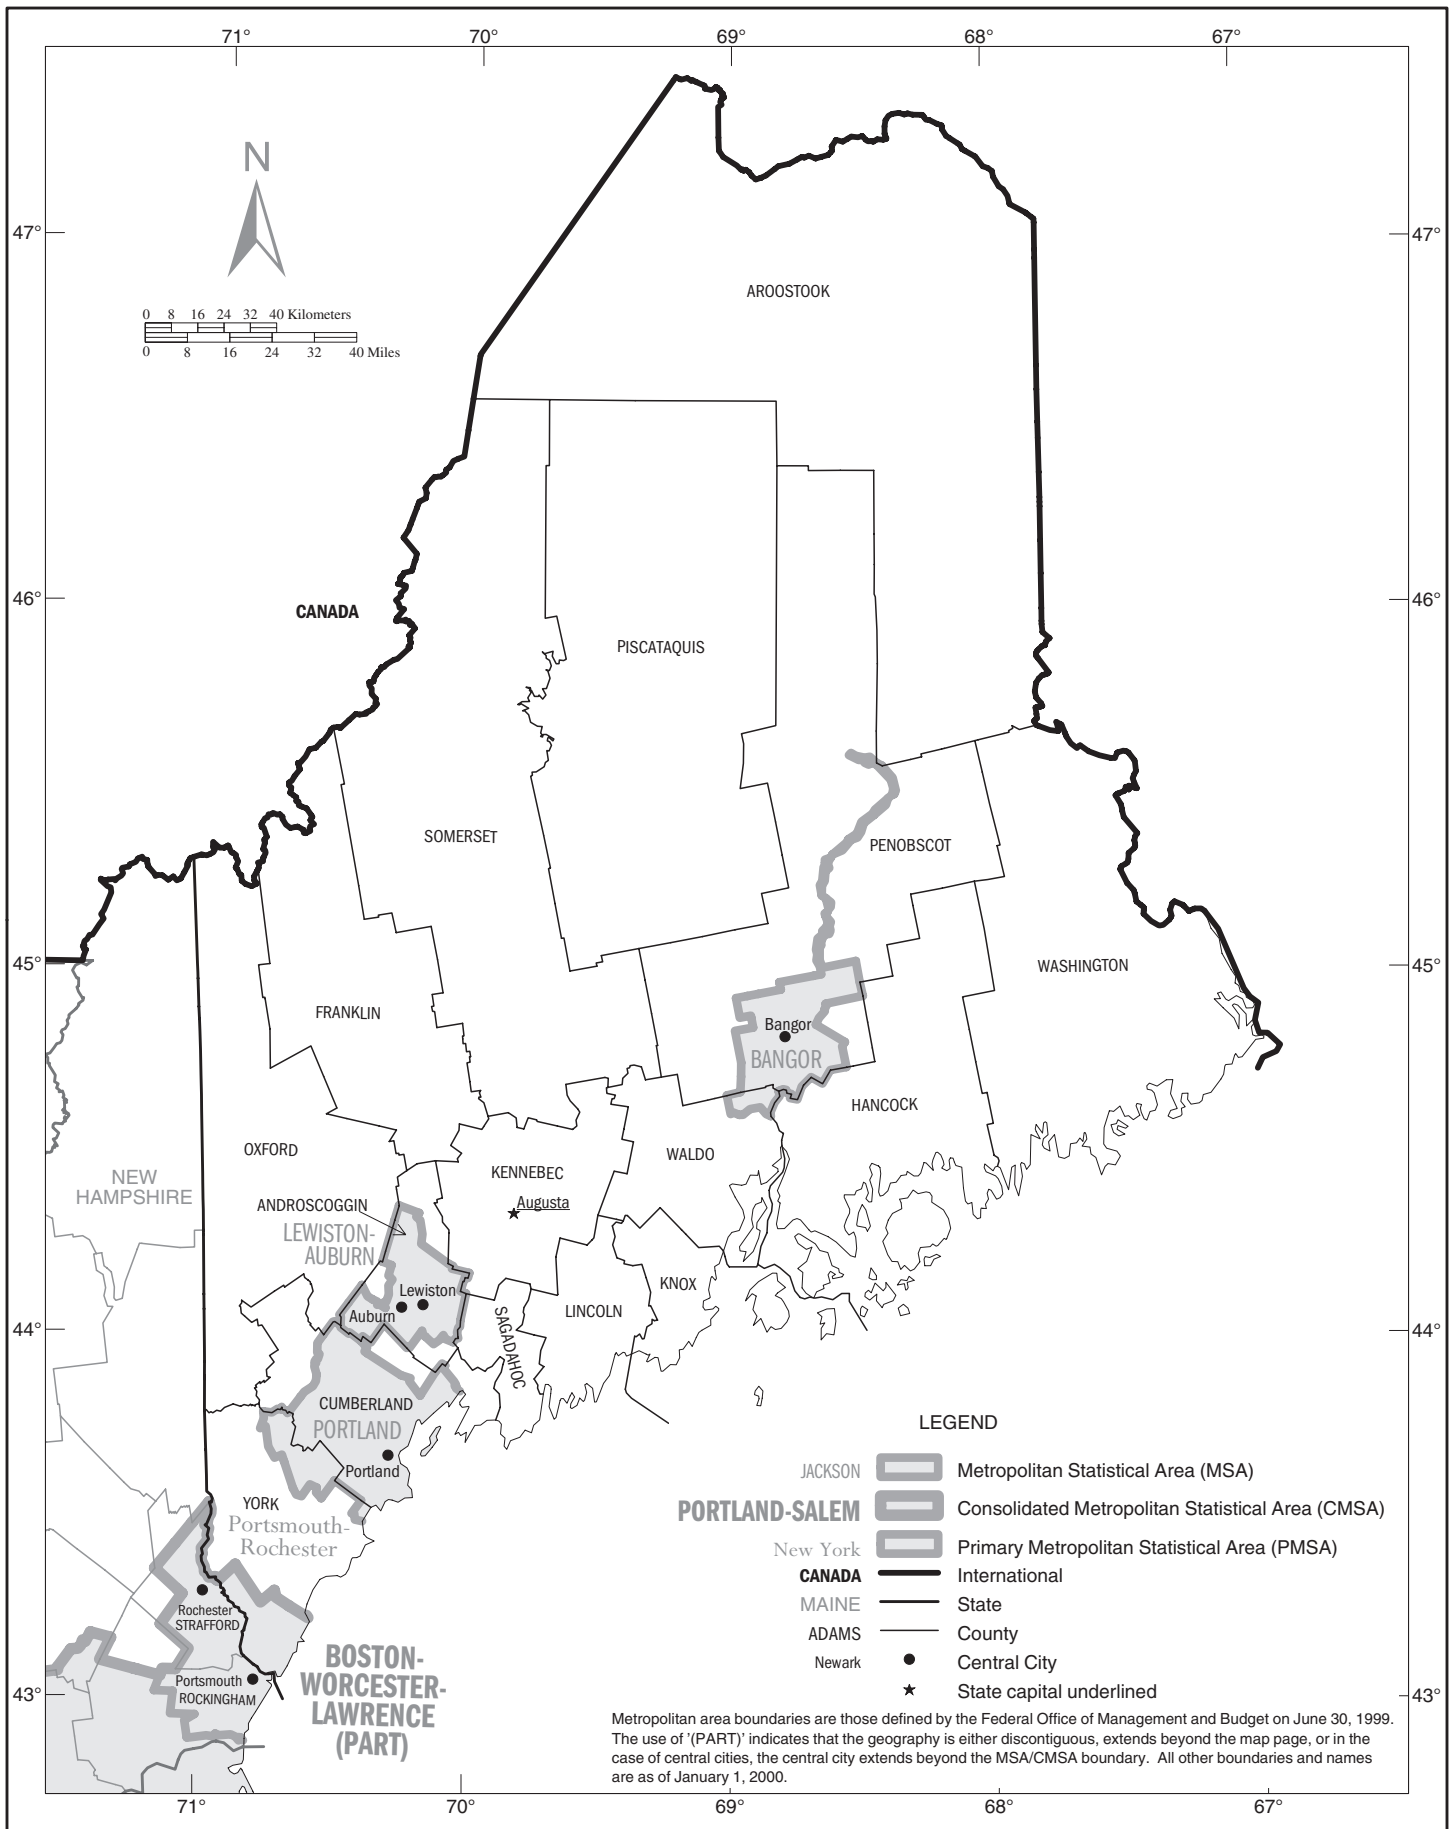 71°
70°
69°
68°
67°
N
47°
47°
AROOSTOOK
0 8 16 24 32 40 Kilometers
0 8 16 24 32 40 Miles
46°
46°
CANADA
PISCATAQUIS
SOMERSET
PENOBSCOT
45°
45°
WASHINGTON
FRANKLIN
Bangor
BANGOR
HANCOCK
OXFORD
WALDO
NEW
HAMPSHIRE
KENNEBEC
Augusta
ANDROSCOGGIN
LEWISTON-
AUBURN
KNOX
Lewiston
Auburn
LINCOLN
SAGADAHOC
44°
44°
CUMBERLAND
PORTLAND
Portland
YORK
Portsmouth-
Rochester
Rochester
STRAFFORD
Portsmouth
ROCKINGHAM
BOSTON-
WORCESTER-
LAWRENCE
(PART)
43°
43°
LEGEND
JACKSON Metropolitan Statistical Area (MSA)
PORTLAND-SALEM Consolidated Metropolitan Statistical Area (CMSA)
New York Primary Metropolitan Statistical Area (PMSA)
CANADA International
MAINE State
ADAMS County
Newark Central City
State capital underlined
Metropolitan area boundaries are those defined by the Federal Office of Management and Budget on June 30, 1999.
The use of '(PART)' indicates that the geography is either discontiguous, extends beyond the map page, or in the
case of central cities, the central city extends beyond the MSA/CMSA boundary. All other boundaries and names
are as of January 1, 2000.
71°
70°
69°
68°
67°